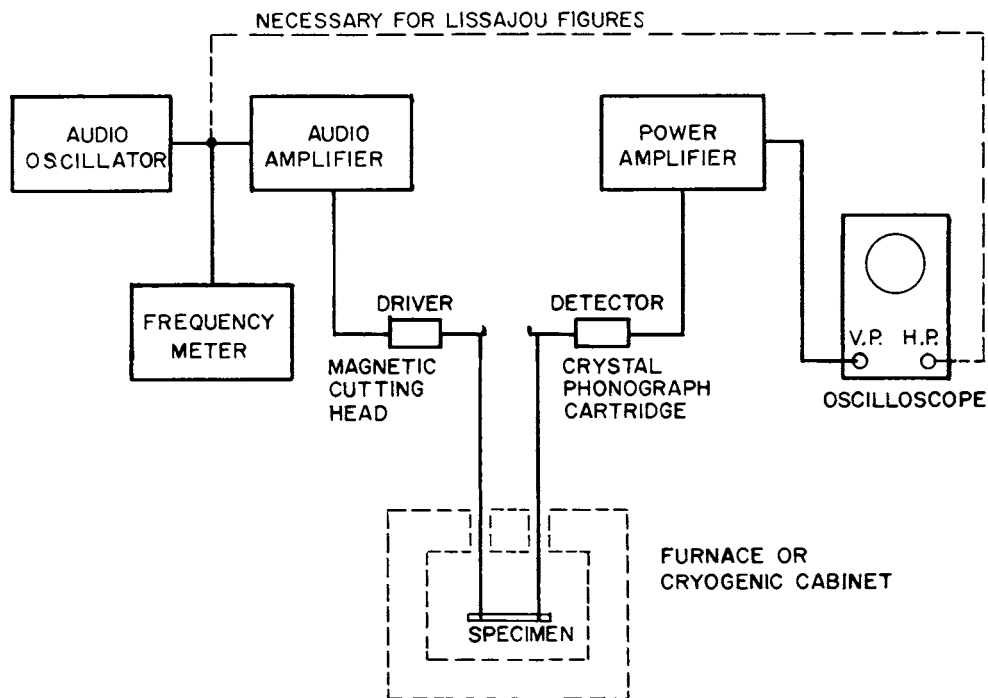 NECESSARY FOR LISSAJOU FIGURES
AUDIO
OSCILLATOR
AUDIO
AMPLIFIER
POWER
AMPLIFIER
FREQUENCY
METER
DRIVER
MAGNETIC
CUTTING
HEAD
DETECTOR
CRYSTAL
PHONOGRAPH
CARTRIDGE
V.P. H.P.
OSCILLOSCOPE
FURNACE OR
CRYOGENIC CABINET
SPECIMEN